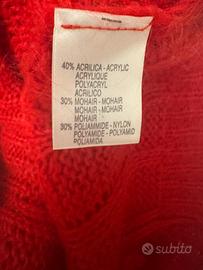 40% ACRILICA - ACRYLIC
ACRYLIQUE
POLYACRYL
ACRILICO
30% MOHAIR - MOHAIR
MOHAIR - MOHAIR
MOHAIR
30% POLIAMMIDE - NYLON
POLYAMIDE - POLYAMID
POLIAMIDA
subito